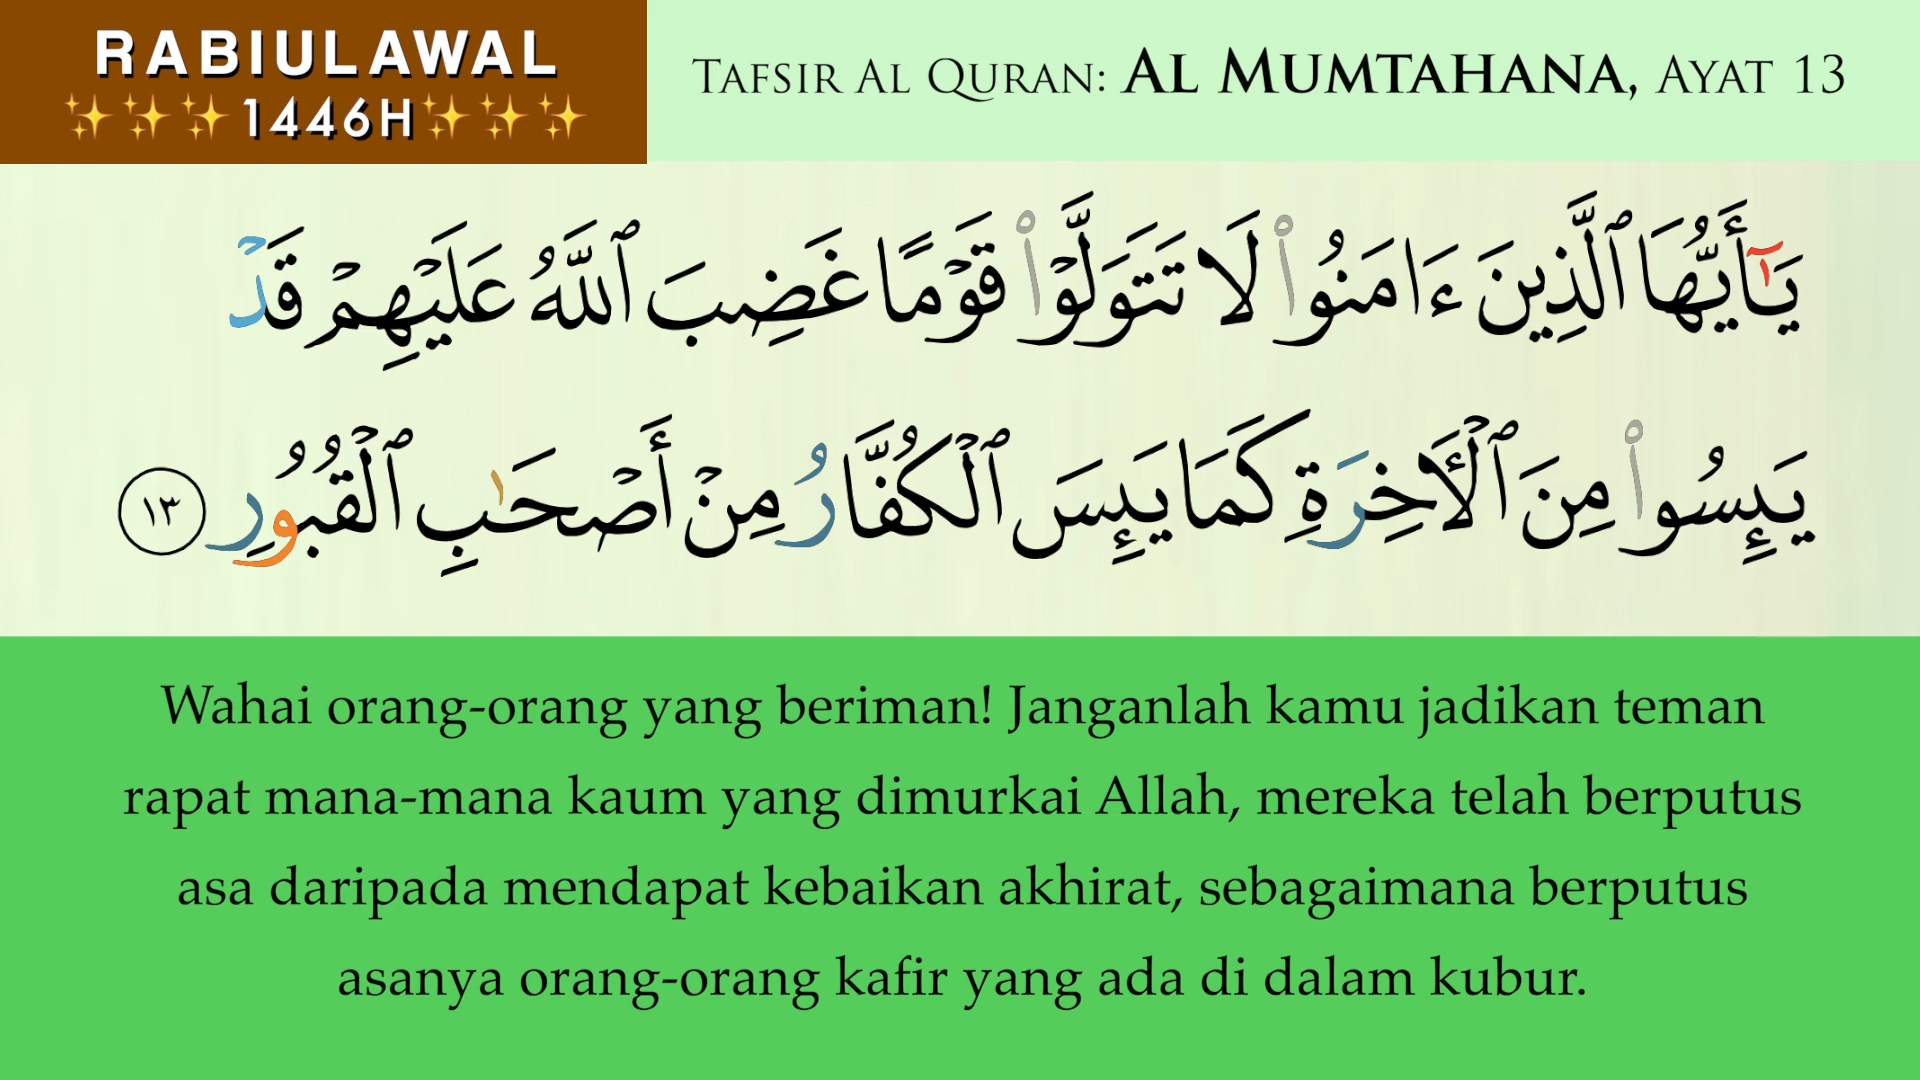 RABIULAWAL
✨✨✨1446H✨✨✨
TAFSIR AL QURAN: AL MUMTAHANA, AYAT 13
يَـٰٓأَيُّهَا ٱلَّذِينَ ءَامَنُوا۟ لَا تَتَوَلَّوْا۟ قَوْمًا غَضِبَ ٱللَّهُ عَلَيْهِمْ قَدْ
يَئِسُوا۟ مِنَ ٱلْـَٔاخِرَةِ كَمَا يَئِسَ ٱلْكُفَّارُ مِنْ أَصْحَـٰبِ ٱلْقُبُورِ ١٣
Wahai orang-orang yang beriman! Janganlah kamu jadikan teman
rapat mana-mana kaum yang dimurkai Allah, mereka telah berputus
asa daripada mendapat kebaikan akhirat, sebagaimana berputus
asanya orang-orang kafir yang ada di dalam kubur.